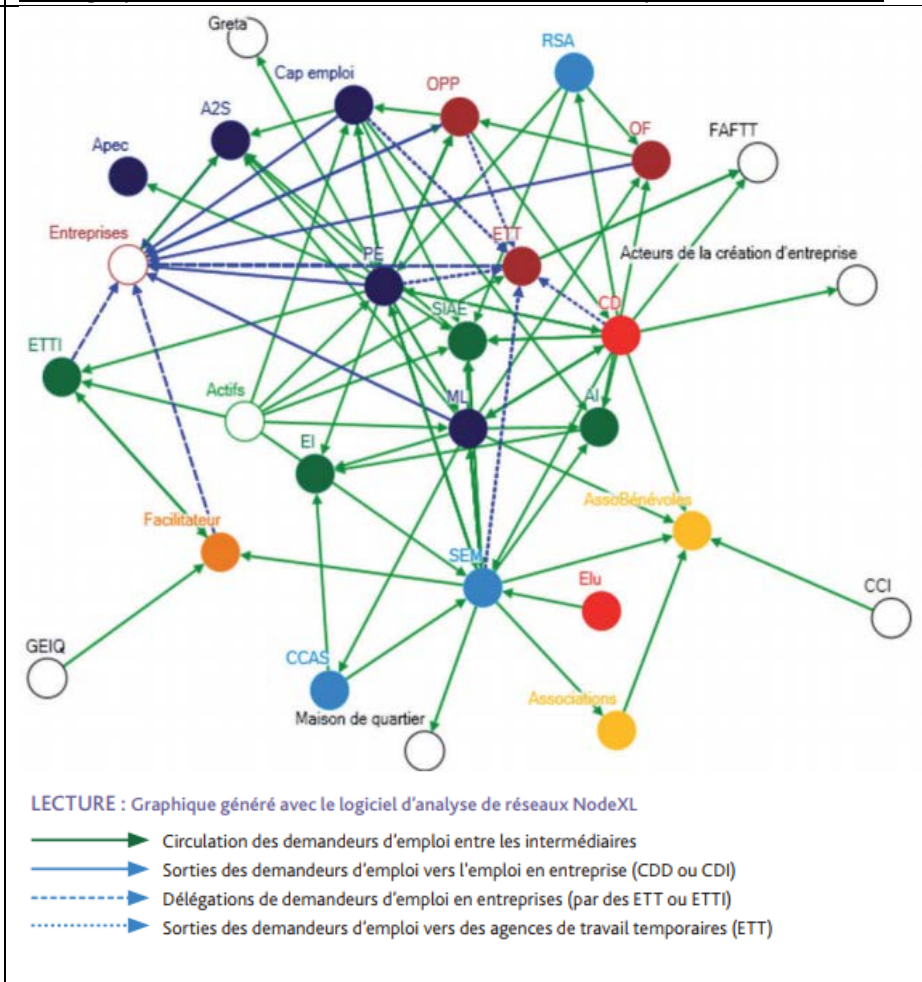 Greta
RSA
Cap emploi
OPP
A2S
OF
FAFTT
Apec
Entreprises
ETT
PE
Acteurs de la création d'entreprise
CD
SIAE
ETTI
Actifs
ML
AI
EI
AssoBénévoles
Facilitateur
SEM
Elu
CCI
GEIQ
CCAS
Associations
Maison de quartier
LECTURE : Graphique généré avec le logiciel d'analyse de réseaux NodeXL
Circulation des demandeurs d'emploi entre les intermédiaires
Sorties des demandeurs d'emploi vers l'emploi en entreprise (CDD ou CDI)
Délégations de demandeurs d'emploi en entreprises (par des ETT ou ETTI)
Sorties des demandeurs d'emploi vers des agences de travail temporaires (ETT)